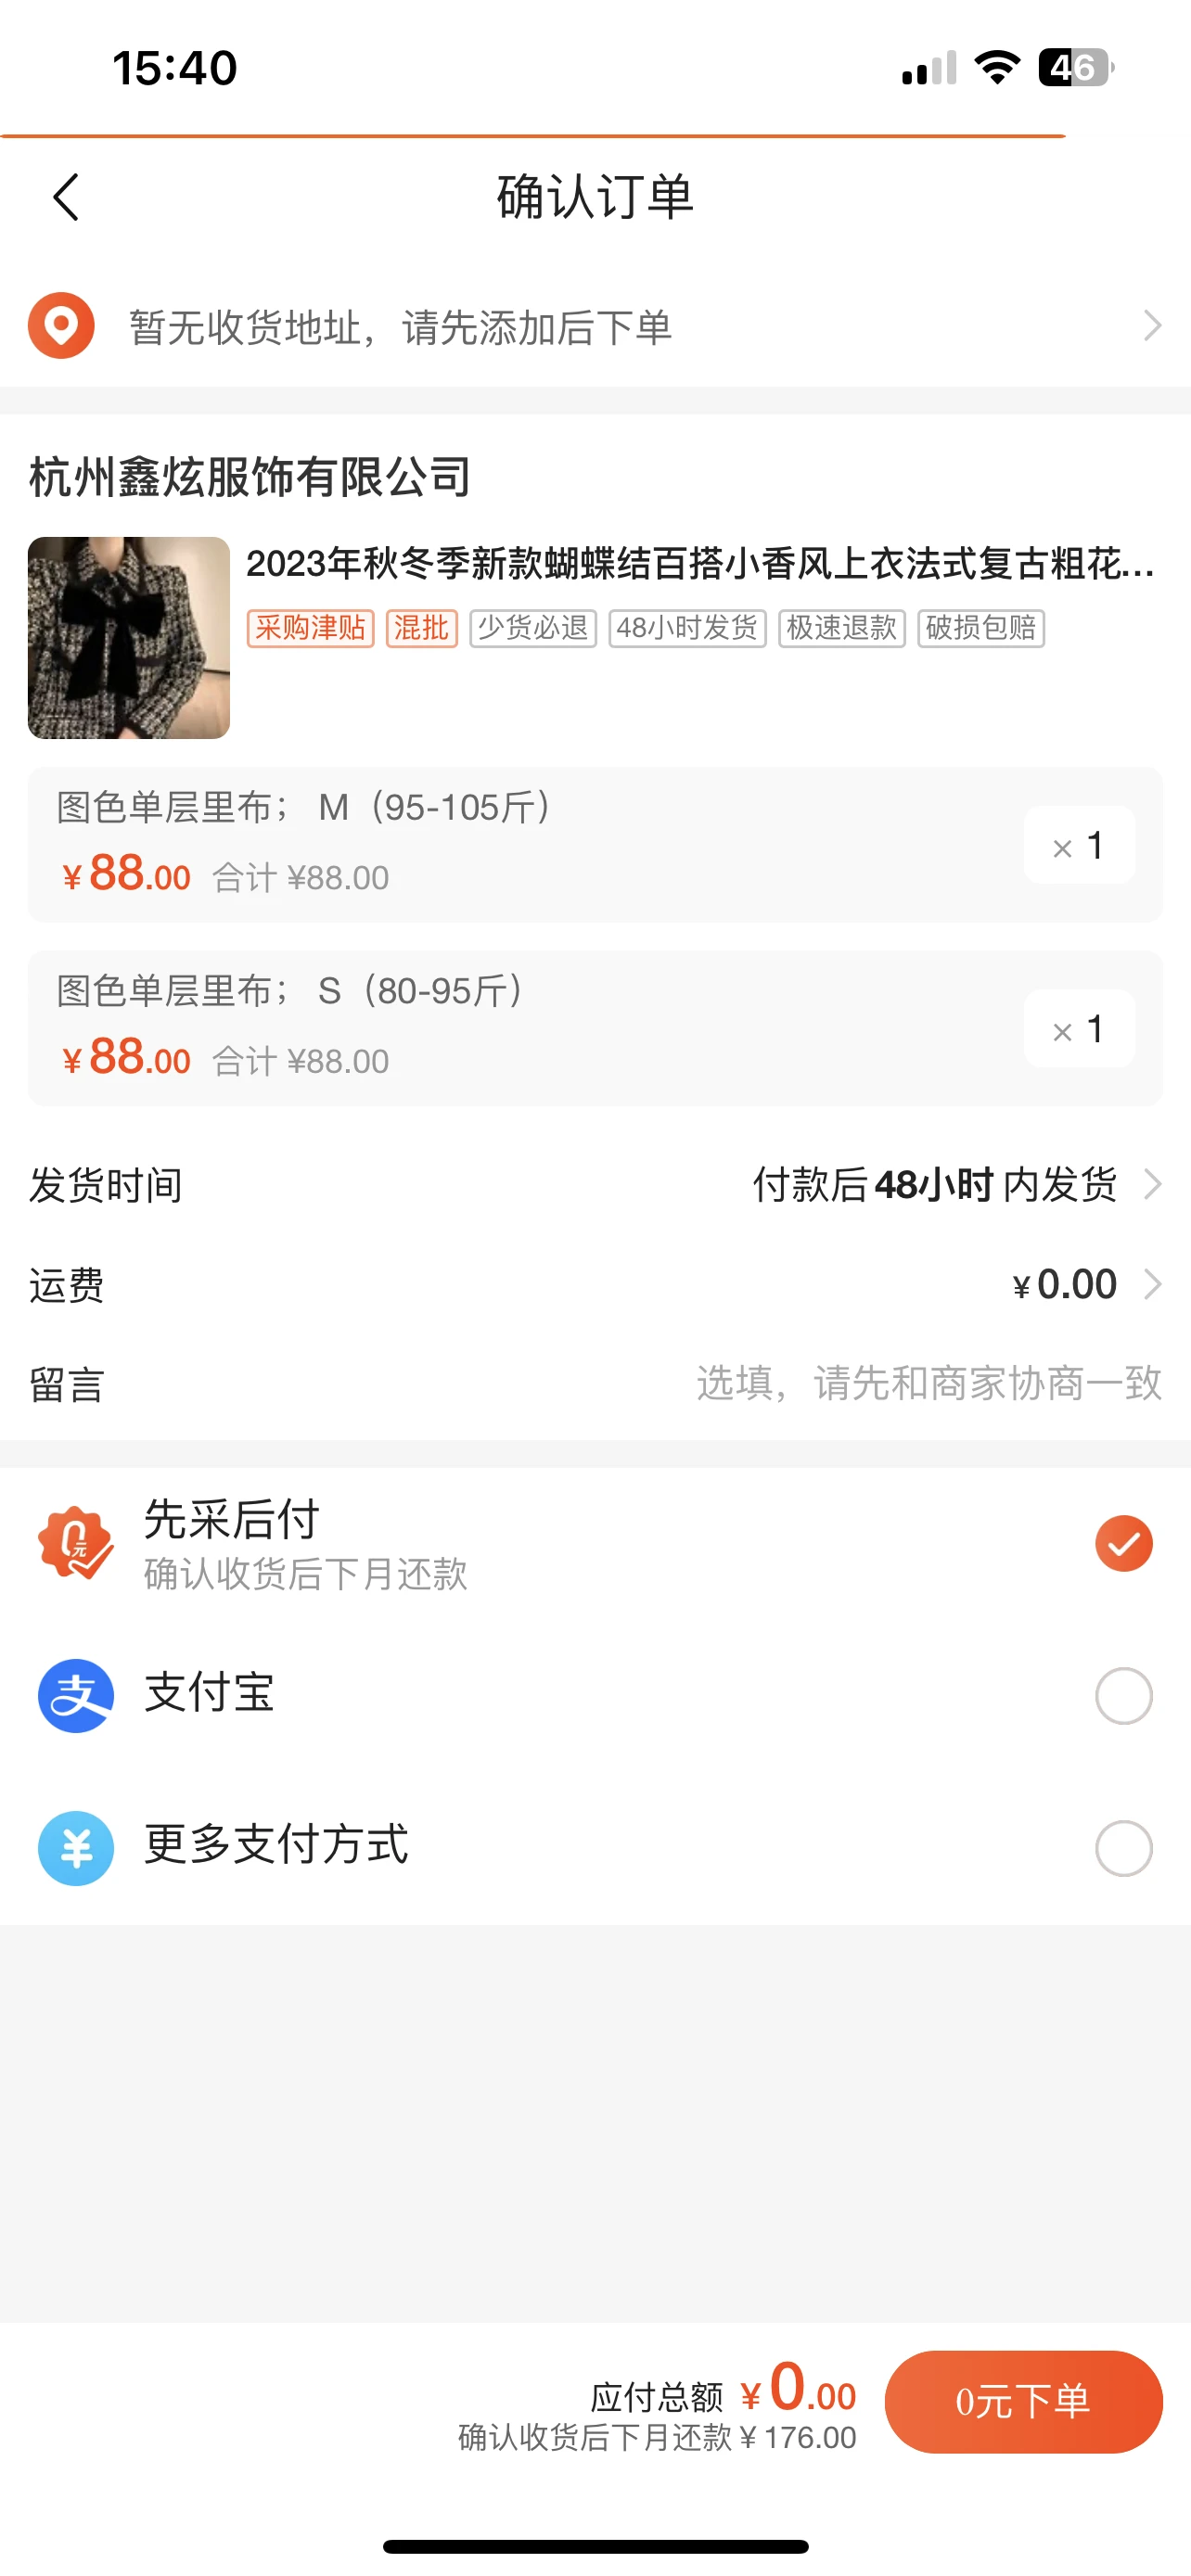 15:40
46
确认订单
暂无收货地址，请先添加后下单
杭州鑫炫服饰有限公司
2023年秋冬季新款蝴蝶结百搭小香风上衣法式复古粗花...
采购津贴 混批 少货必退 48小时发货 极速退款 破损包赔
图色单层里布； M（95-105斤）
¥88.00 合计 ¥88.00
× 1
图色单层里布； S（80-95斤）
¥88.00 合计 ¥88.00
× 1
发货时间 付款后48小时内发货
运费 ¥0.00
留言 选填，请先和商家协商一致
0元
先采后付
确认收货后下月还款
支 支付宝
¥ 更多支付方式
应付总额 ¥0.00
确认收货后下月还款 ¥176.00
0元下单